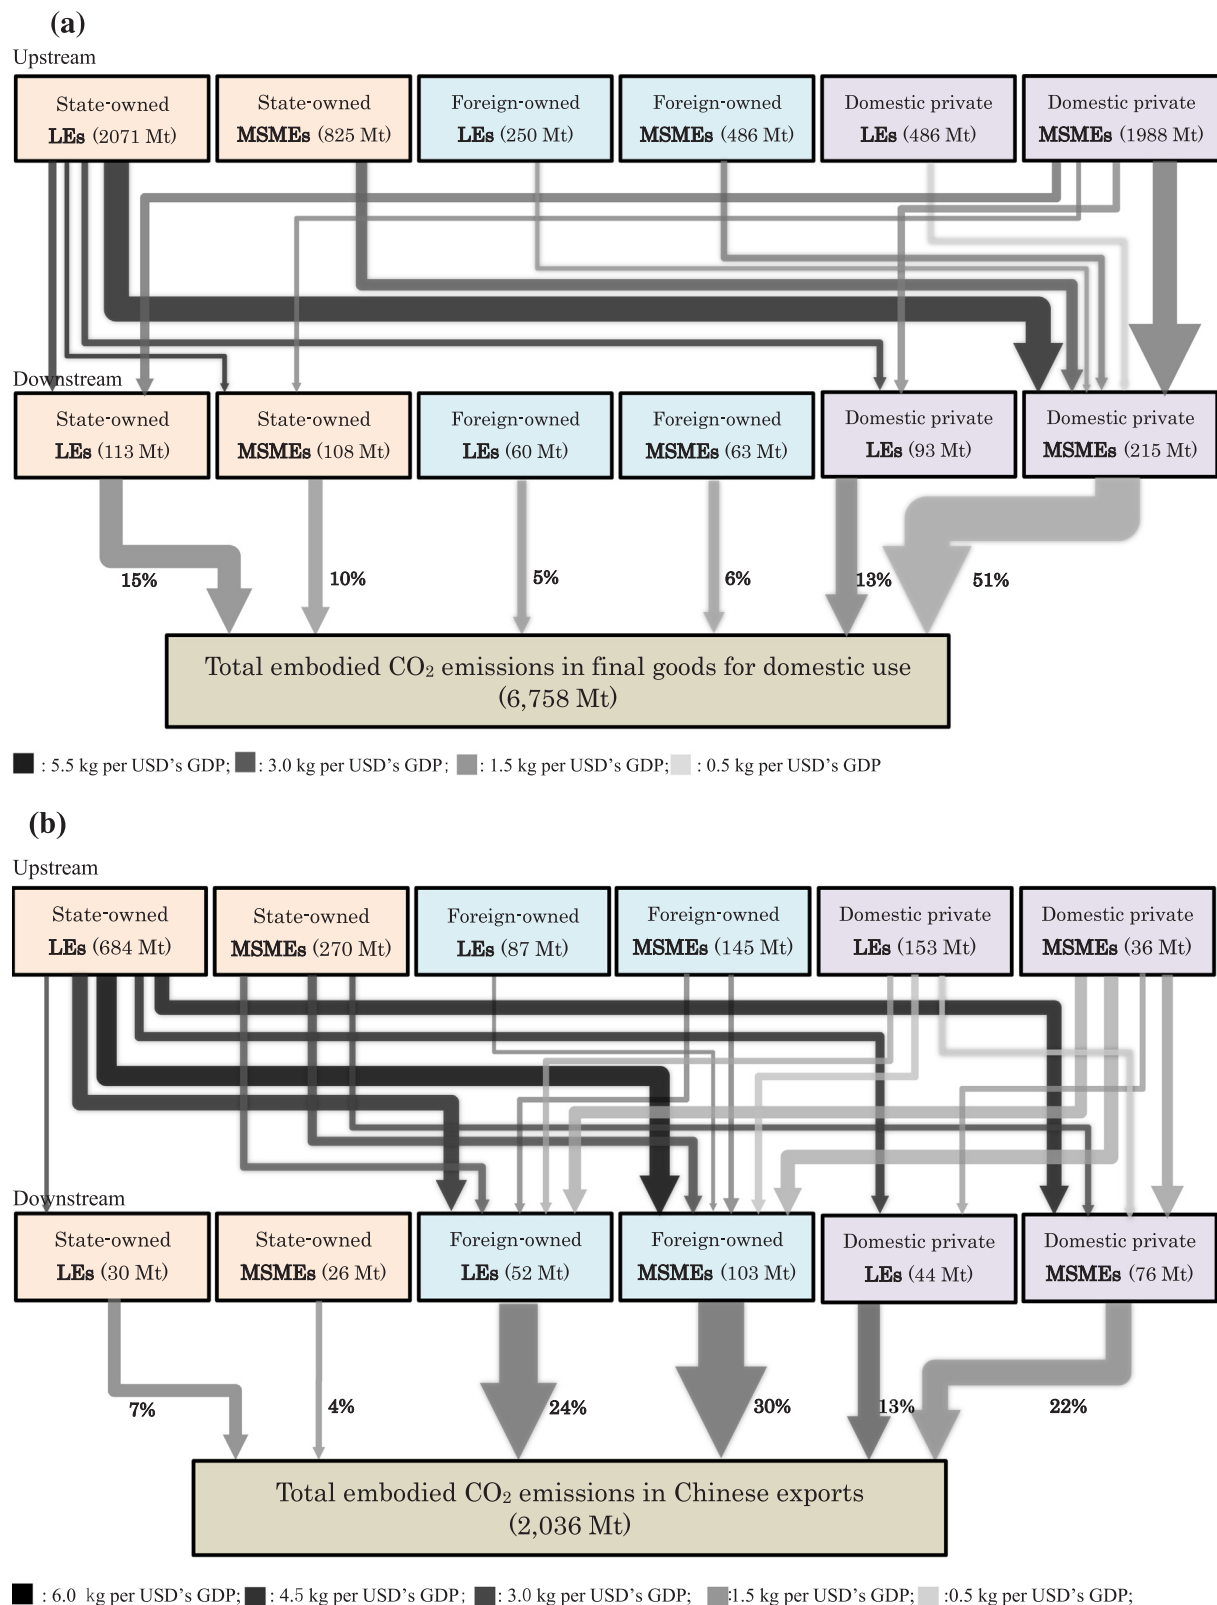 (a)
Upstream
State-owned
LEs (2071 Mt)
State-owned
MSMEs (825 Mt)
Foreign-owned
LEs (250 Mt)
Foreign-owned
MSMEs (486 Mt)
Domestic private
LEs (486 Mt)
Domestic private
MSMEs (1988 Mt)
Downstream
State-owned
LEs (113 Mt)
State-owned
MSMEs (108 Mt)
Foreign-owned
LEs (60 Mt)
Foreign-owned
MSMEs (63 Mt)
Domestic private
LEs (93 Mt)
Domestic private
MSMEs (215 Mt)
15%
10%
5%
6%
13%
51%
Total embodied CO₂ emissions in final goods for domestic use
(6,758 Mt)
: 5.5 kg per USD's GDP; : 3.0 kg per USD's GDP; : 1.5 kg per USD's GDP; : 0.5 kg per USD's GDP
(b)
Upstream
State-owned
LEs (684 Mt)
State-owned
MSMEs (270 Mt)
Foreign-owned
LEs (87 Mt)
Foreign-owned
MSMEs (145 Mt)
Domestic private
LEs (153 Mt)
Domestic private
MSMEs (36 Mt)
Downstream
State-owned
LEs (30 Mt)
State-owned
MSMEs (26 Mt)
Foreign-owned
LEs (52 Mt)
Foreign-owned
MSMEs (103 Mt)
Domestic private
LEs (44 Mt)
Domestic private
MSMEs (76 Mt)
7%
4%
24%
30%
13%
22%
Total embodied CO₂ emissions in Chinese exports
(2,036 Mt)
: 6.0 kg per USD's GDP; : 4.5 kg per USD's GDP; : 3.0 kg per USD's GDP; :1.5 kg per USD's GDP; :0.5 kg per USD's GDP;